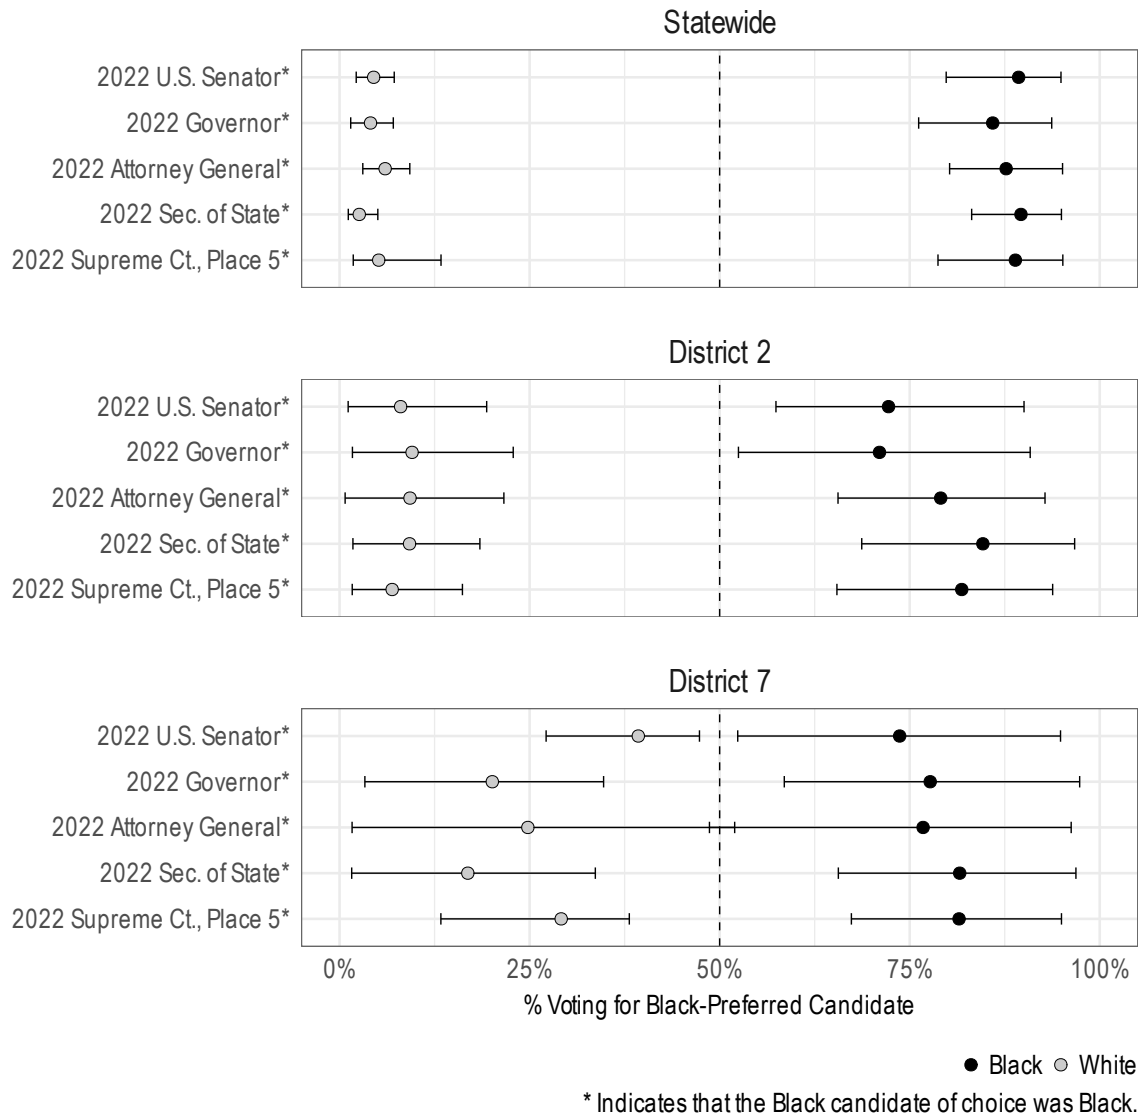 Statewide
2022 U.S. Senator*
2022 Governor*
2022 Attorney General*
2022 Sec. of State*
2022 Supreme Ct., Place 5*
District 2
2022 U.S. Senator*
2022 Governor*
2022 Attorney General*
2022 Sec. of State*
2022 Supreme Ct., Place 5*
District 7
2022 U.S. Senator*
2022 Governor*
2022 Attorney General*
2022 Sec. of State*
2022 Supreme Ct., Place 5*
0% 25% 50% 75% 100%
% Voting for Black-Preferred Candidate
Black White
* Indicates that the Black candidate of choice was Black.